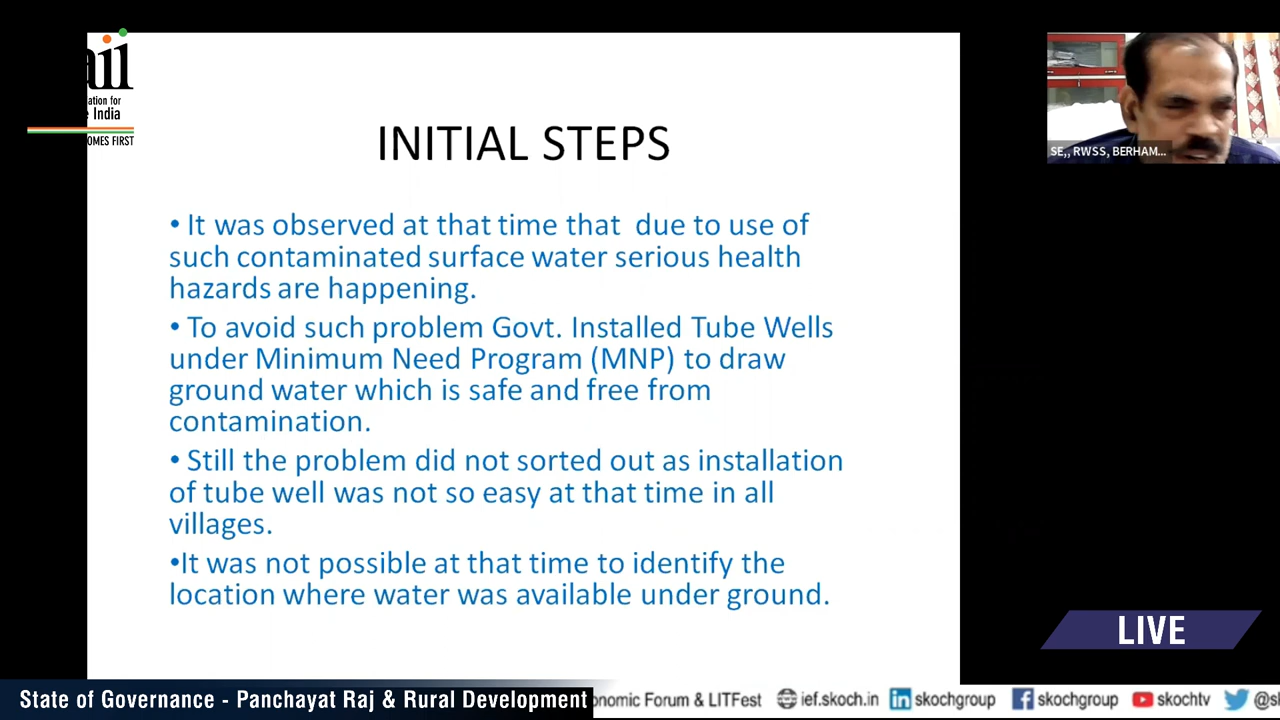 ail
ation for
e India
OMES FIRST
SE,, RWSS, BERHAM...
INITIAL STEPS
• It was observed at that time that due to use of
such contaminated surface water serious health
hazards are happening.
• To avoid such problem Govt. Installed Tube Wells
under Minimum Need Program (MNP) to draw
ground water which is safe and free from
contamination.
• Still the problem did not sorted out as installation
of tube well was not so easy at that time in all
villages.
•It was not possible at that time to identify the
location where water was available under ground.
LIVE
State of Governance - Panchayat Raj & Rural Development
onomic Forum & LITFest ief.skoch.in skochgroup skochgroup skochtv @s